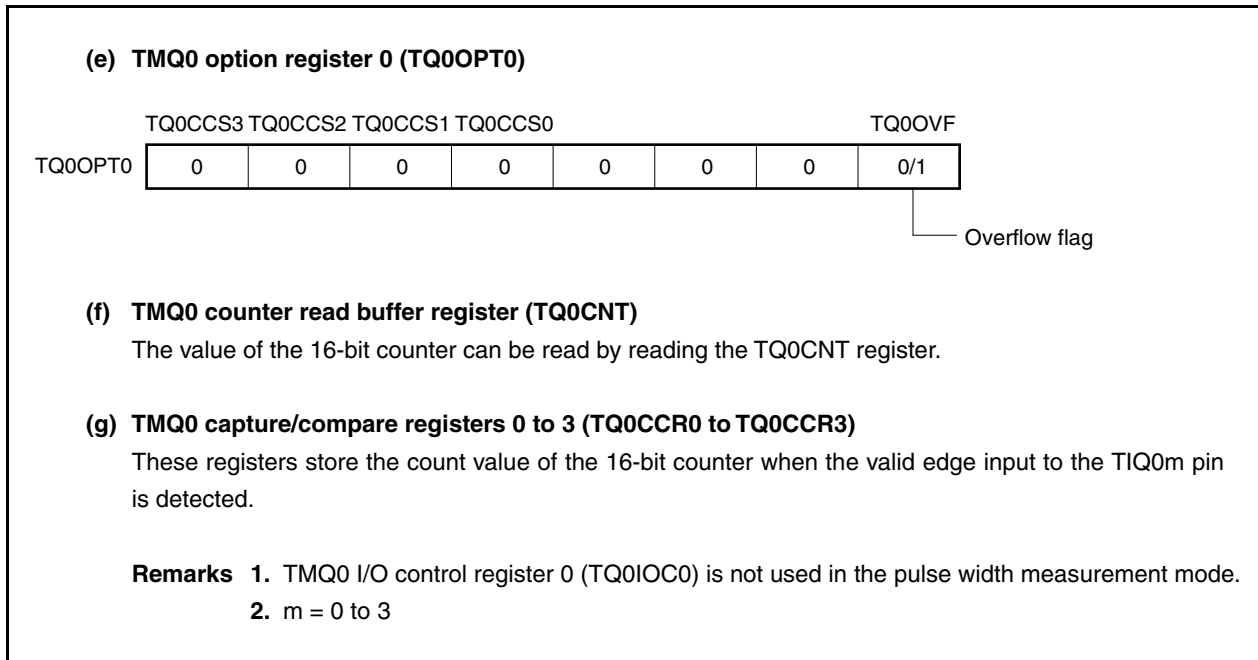 (e) TMQ0 option register 0 (TQ0OPT0)
TQ0CCS3 TQ0CCS2 TQ0CCS1 TQ0CCS0 TQ0OVF
TQ0OPT0 0 0 0 0 0 0 0 0/1
Overflow flag
(f) TMQ0 counter read buffer register (TQ0CNT)
The value of the 16-bit counter can be read by reading the TQ0CNT register.
(g) TMQ0 capture/compare registers 0 to 3 (TQ0CCR0 to TQ0CCR3)
These registers store the count value of the 16-bit counter when the valid edge input to the TIQ0m pin
is detected.
Remarks 1. TMQ0 I/O control register 0 (TQ0IOC0) is not used in the pulse width measurement mode.
2. m = 0 to 3